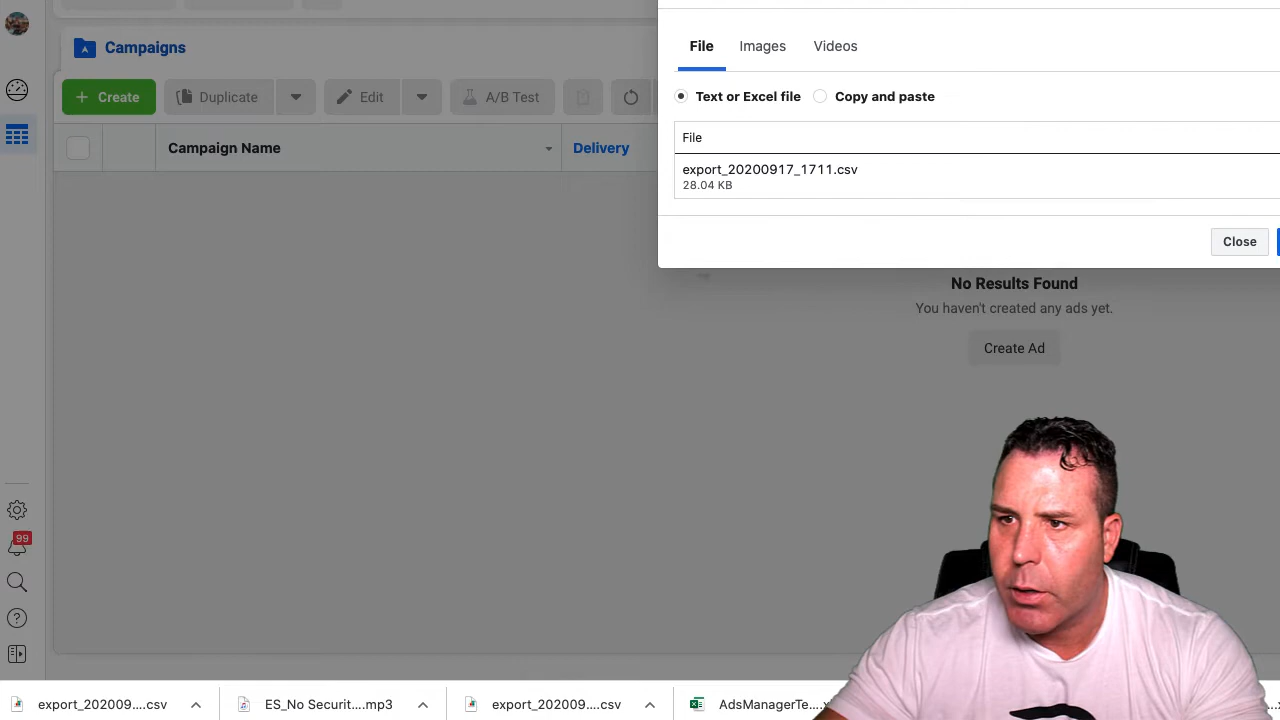 Campaigns
File Images Videos
+ Create Duplicate Edit A/B Test
Text or Excel file Copy and paste
File
Campaign Name Delivery
export_20200917_1711.csv
28.04 KB
Close
No Results Found
You haven't created any ads yet.
Create Ad
99
export_202009....csv ES_No Securit....mp3 export_202009....csv AdsManagerTe....x